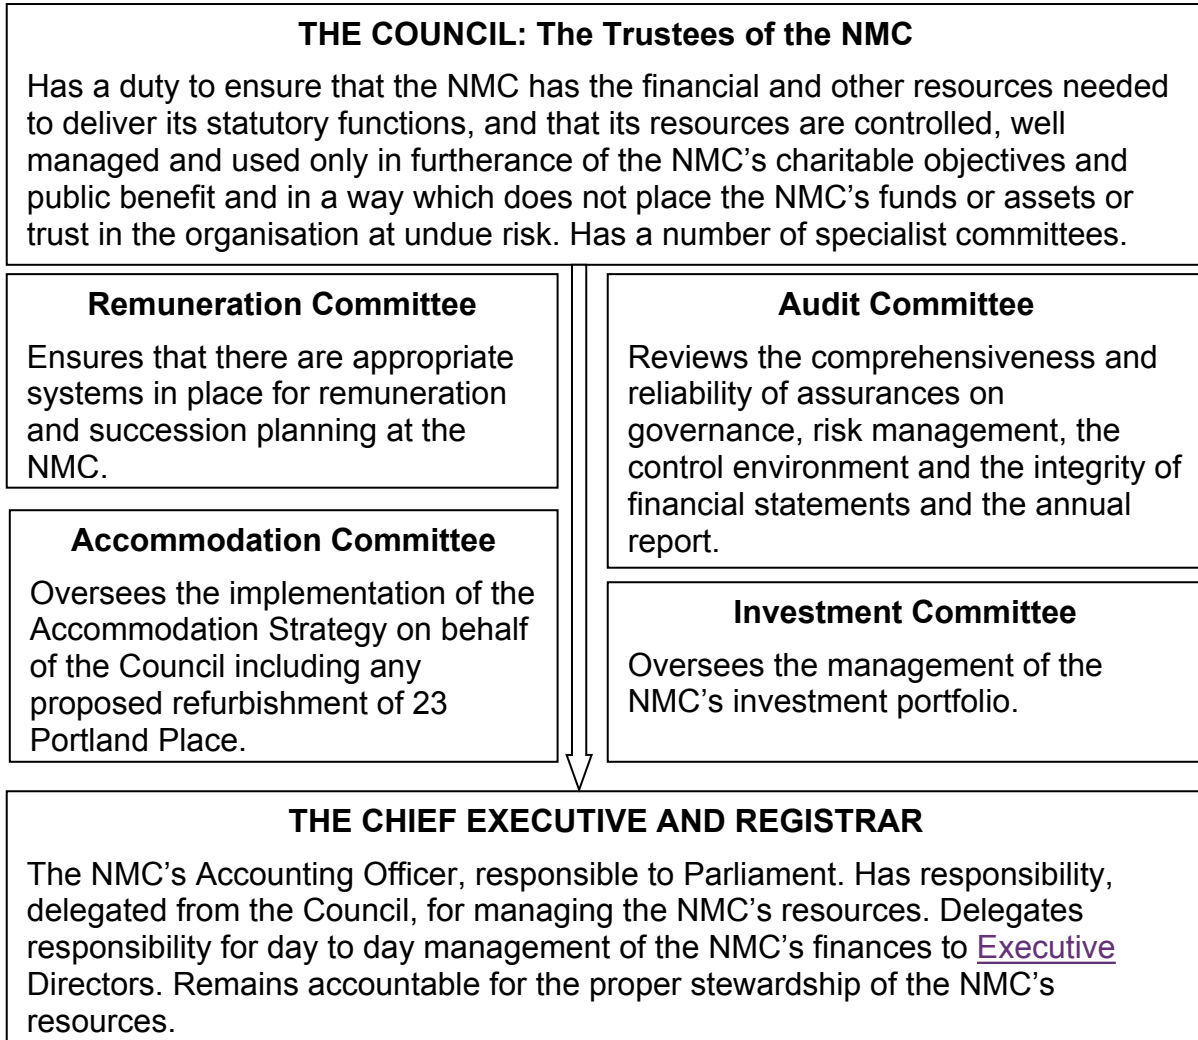 THE COUNCIL: The Trustees of the NMC
Has a duty to ensure that the NMC has the financial and other resources needed
to deliver its statutory functions, and that its resources are controlled, well
managed and used only in furtherance of the NMC’s charitable objectives and
public benefit and in a way which does not place the NMC’s funds or assets or
trust in the organisation at undue risk. Has a number of specialist committees.
Remuneration Committee
Ensures that there are appropriate
systems in place for remuneration
and succession planning at the
NMC.
Audit Committee
Reviews the comprehensiveness and
reliability of assurances on
governance, risk management, the
control environment and the integrity of
financial statements and the annual
report.
Accommodation Committee
Oversees the implementation of the
Accommodation Strategy on behalf
of the Council including any
proposed refurbishment of 23
Portland Place.
Investment Committee
Oversees the management of the
NMC’s investment portfolio.
THE CHIEF EXECUTIVE AND REGISTRAR
The NMC’s Accounting Officer, responsible to Parliament. Has responsibility,
delegated from the Council, for managing the NMC’s resources. Delegates
responsibility for day to day management of the NMC’s finances to Executive
Directors. Remains accountable for the proper stewardship of the NMC’s
resources.